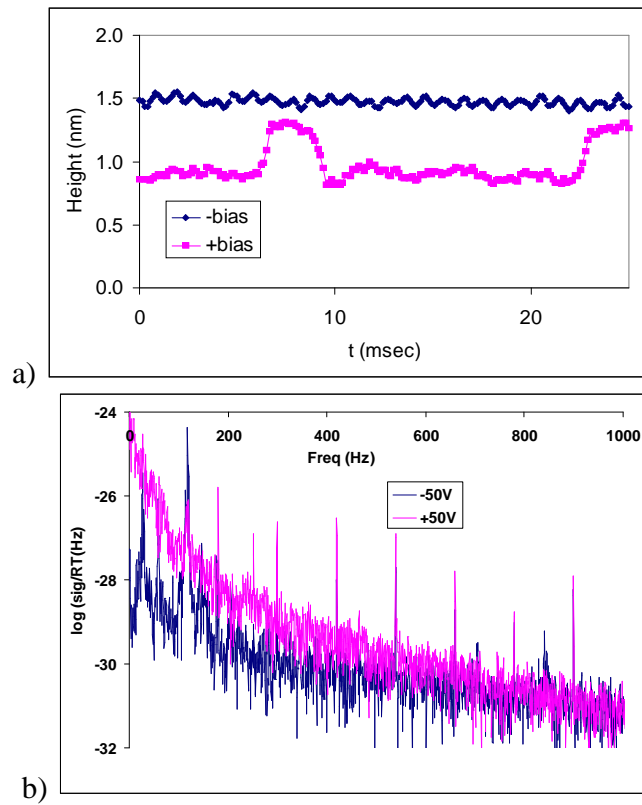 2.0
1.5
1.0
0.5
0.0
Height (nm)
-bias
+bias
0
10
20
t (msec)
a)
-24
-26
-28
-30
-32
log (sig/RT(Hz)
0
200
400
600
800
1000
Freq (Hz)
-50V
+50V
b)